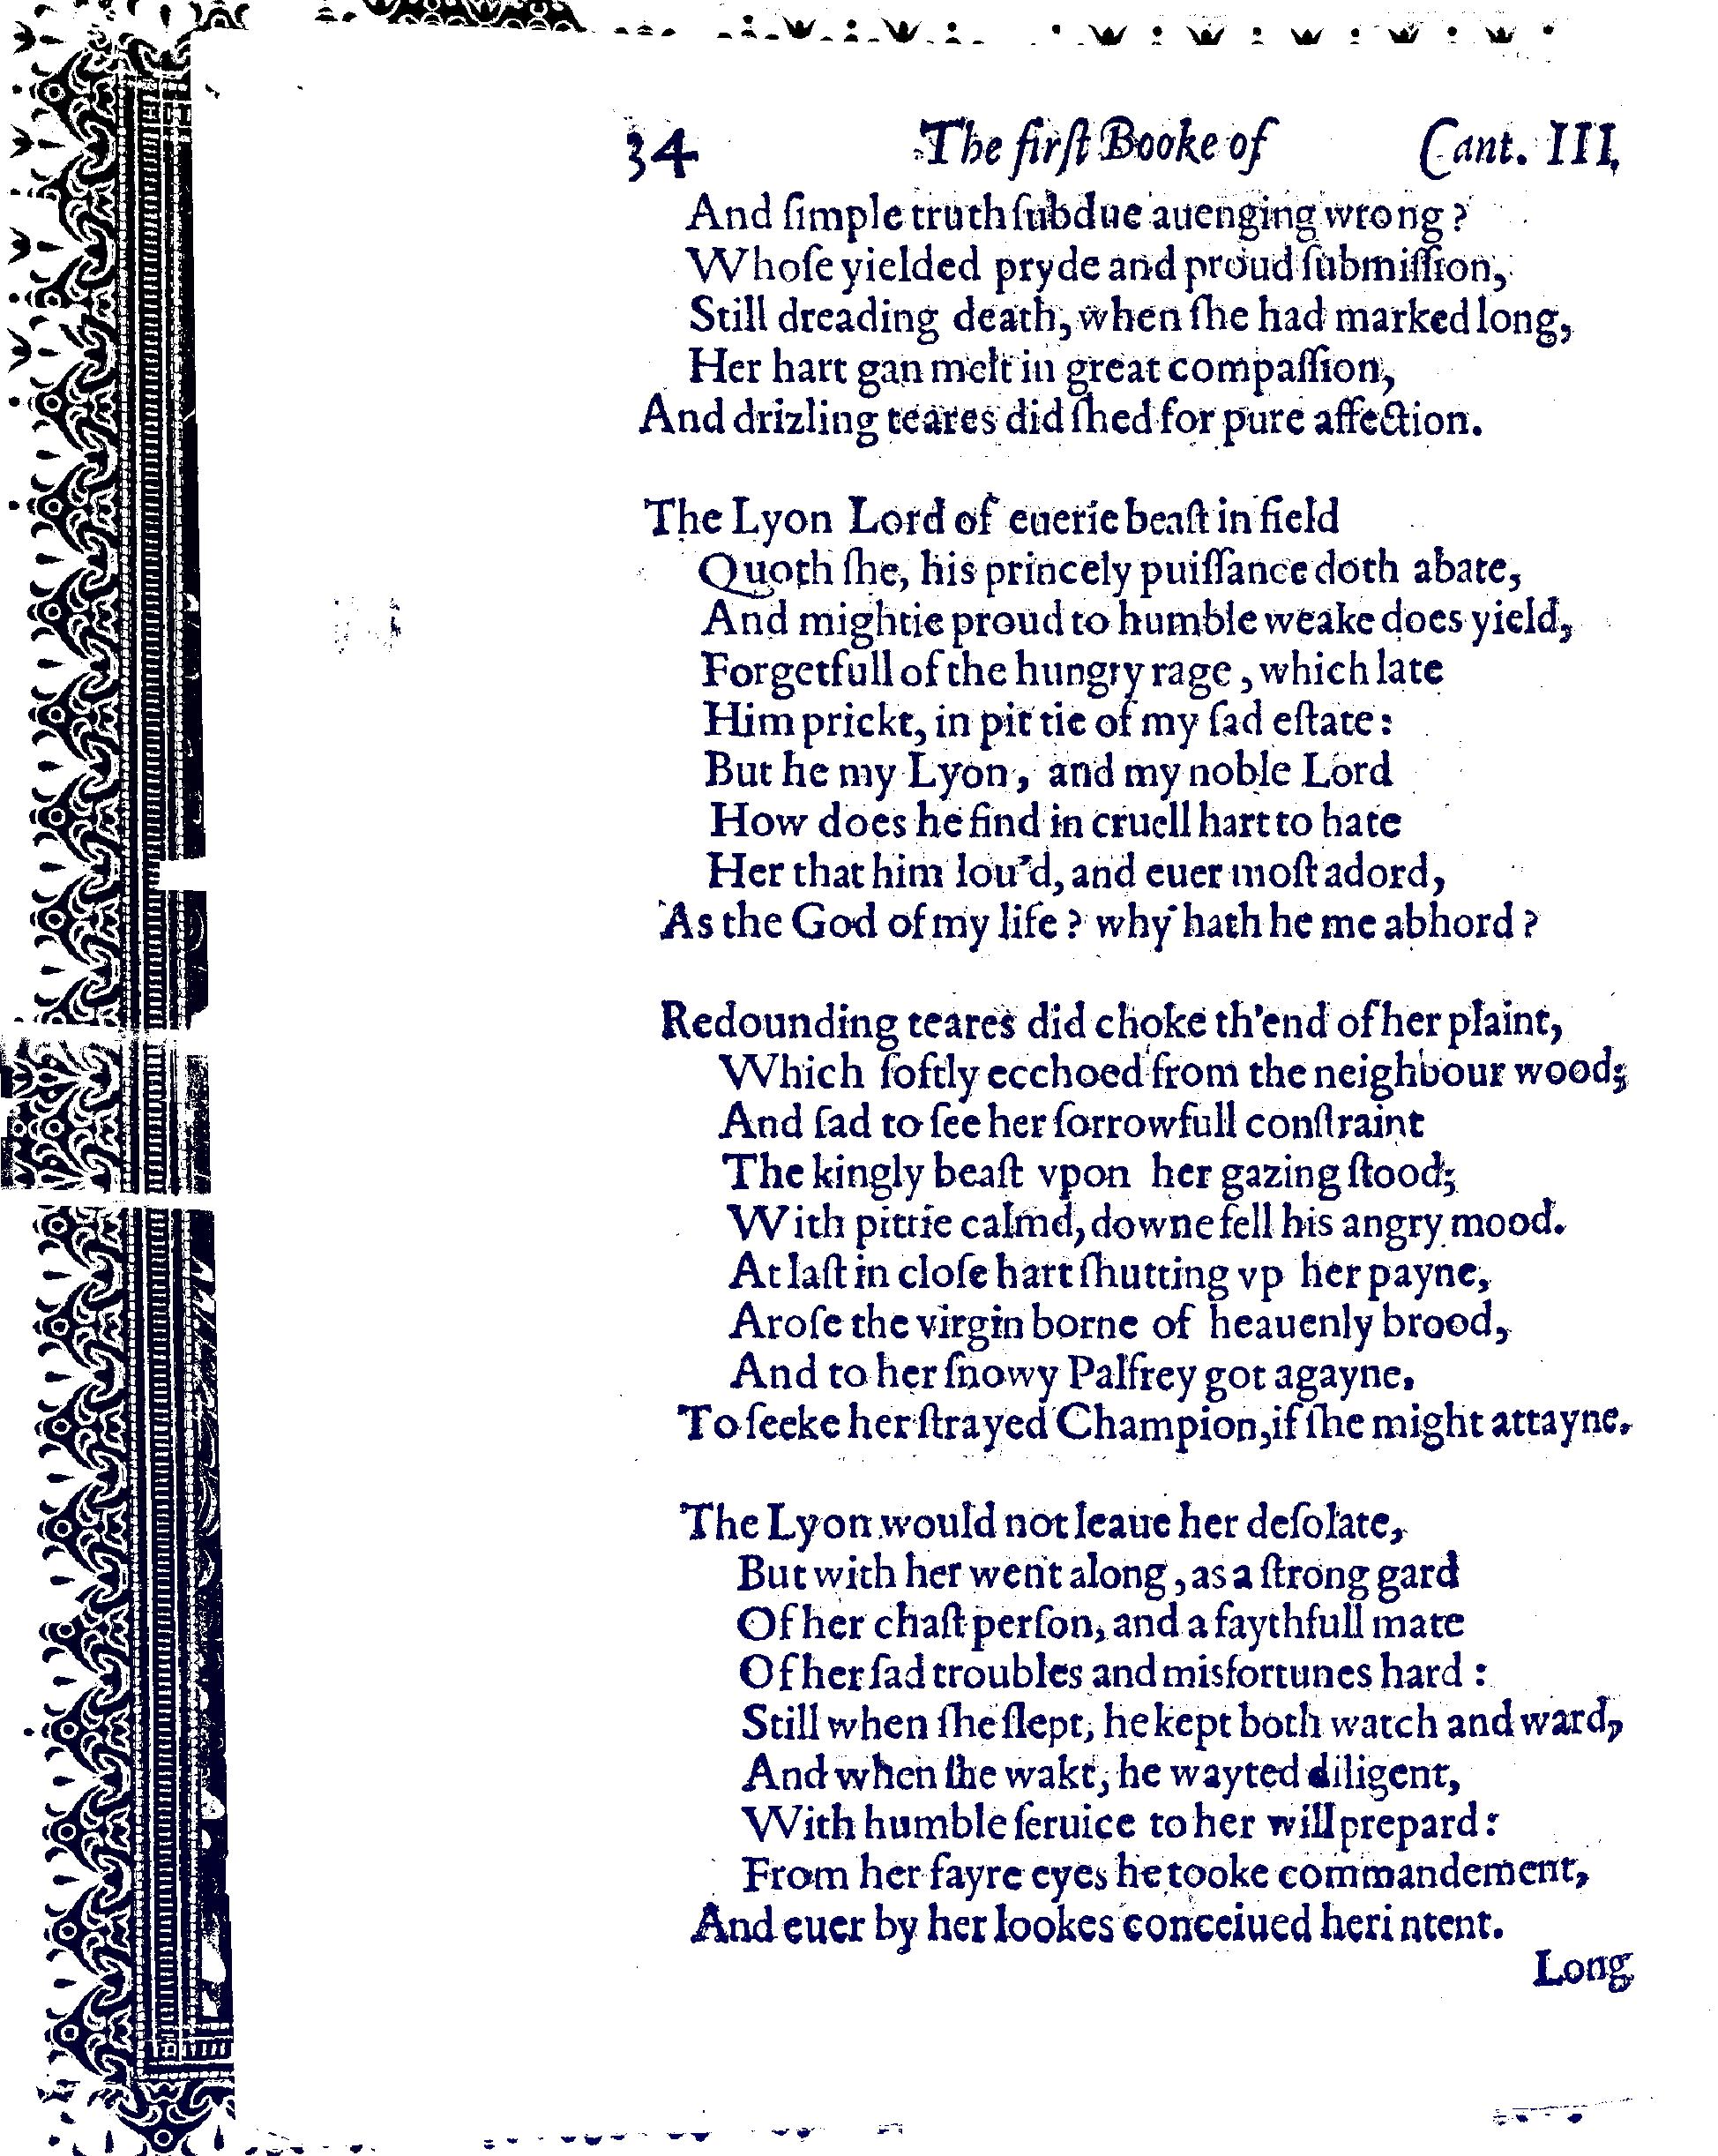 34 The firſt Booke of Cant. III.
And ſimple truth ſubdue auenging wrong?
Whoſe yielded pryde and proud ſubmiſſion,
Still dreading death, when ſhe had marked long,
Her hart gan melt in great compaſſion,
And drizling teares did ſhed for pure affection.
The Lyon Lord of euerie beaſt in field
Quoth ſhe, his princely puiſſance doth abate,
And mightie proud to humble weake does yield,
Forgetfull of the hungry rage, which late
Him prickt, in pittie of my ſad eſtate:
But he my Lyon, and my noble Lord
How does he find in cruell hart to hate
Her that him lou'd, and euer moſt adord,
As the God of my life? why hath he me abhord?
Redounding teares did choke th'end of her plaint,
Which ſoftly ecchoed from the neighbour wood;
And ſad to ſee her ſorrowfull conſtraint
The kingly beaſt vpon her gazing ſtood;
With pittie calmd, downe fell his angry mood.
At laſt in cloſe hart ſhutting vp her payne,
Aroſe the virgin borne of heauenly brood,
And to her ſnowy Palfrey got agayne.
To ſeeke her ſtrayed Champion, if ſhe might attayne.
The Lyon would not leaue her deſolate,
But with her went along, as a ſtrong gard
Of her chaſt perſon, and a faythfull mate
Of her ſad troubles and misfortunes hard:
Still when ſhe ſlept, he kept both watch and ward,
And when ſhe wakt, he wayted diligent,
With humble ſeruice to her will prepard:
From her fayre eyes he tooke commandement,
And euer by her lookes conceiued her intent.
Long